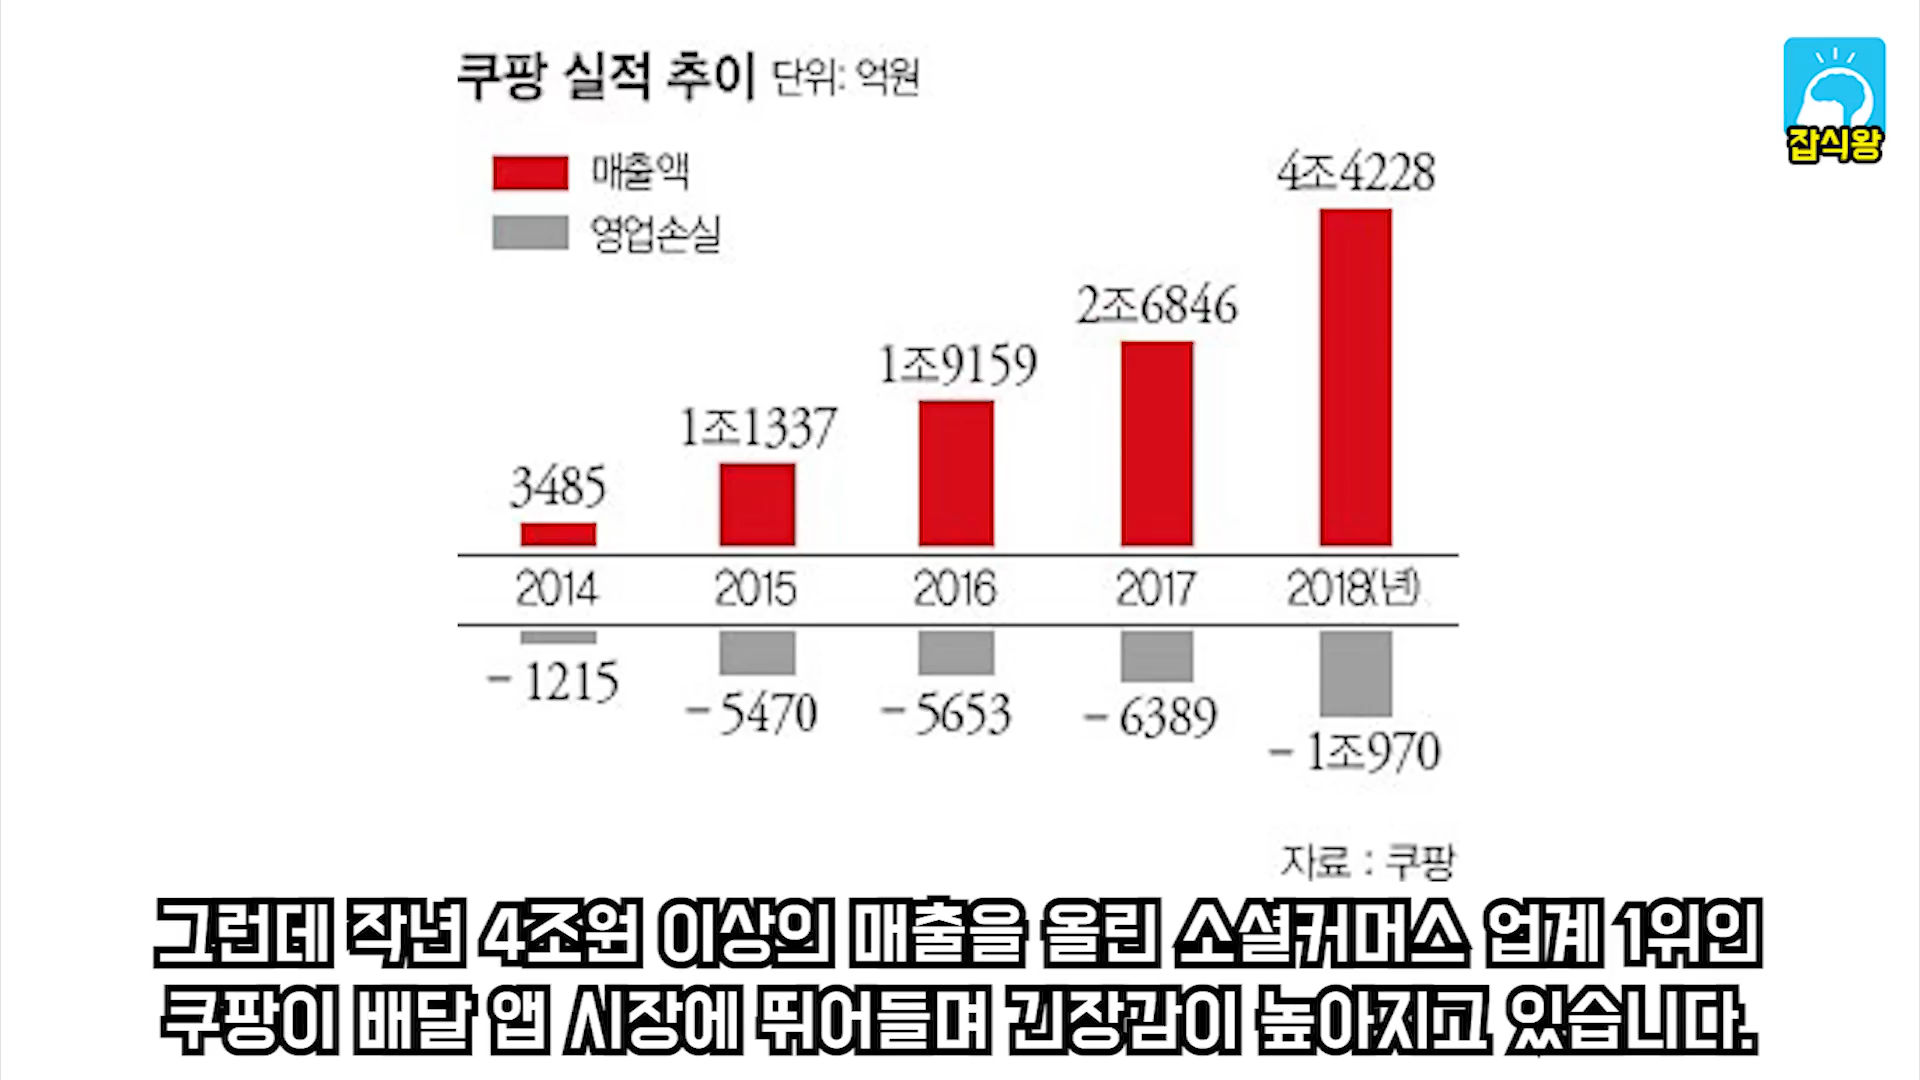 쿠팡 실적 추이 단위: 억원
잡식왕
매출액
영업손실
4조4228
2조6846
1조9159
1조1337
3485
2014 2015 2016 2017 2018(년)
-1215
-5470
-5653
-6389
-1조970
자료 : 쿠팡
그런데 작년 4조원 이상의 매출을 올린 소셜커머스 업계 1위인
쿠팡이 배달 앱 시장에 뛰어들며 긴장감이 높아지고 있습니다.